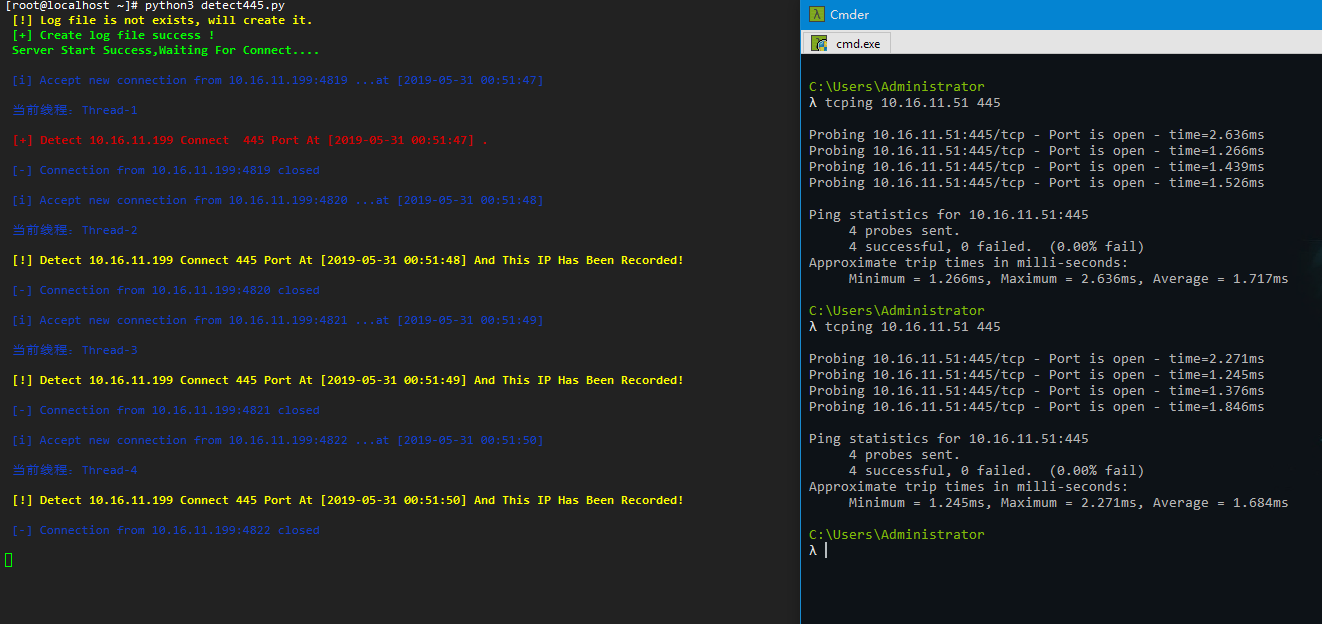 [root@localhost ~]# python3 detect445.py
[!] Log file is not exists, will create it.
[+] Create log file success !
Server Start Success,Waiting For Connect....
[i] Accept new connection from 10.16.11.199:4819 ...at [2019-05-31 00:51:47]
当前线程: Thread-1
[+] Detect 10.16.11.199 Connect  445 Port At [2019-05-31 00:51:47] .
[-] Connection from 10.16.11.199:4819 closed
[i] Accept new connection from 10.16.11.199:4820 ...at [2019-05-31 00:51:48]
当前线程: Thread-2
[!] Detect 10.16.11.199 Connect 445 Port At [2019-05-31 00:51:48] And This IP Has Been Recorded!
[-] Connection from 10.16.11.199:4820 closed
[i] Accept new connection from 10.16.11.199:4821 ...at [2019-05-31 00:51:49]
当前线程: Thread-3
[!] Detect 10.16.11.199 Connect 445 Port At [2019-05-31 00:51:49] And This IP Has Been Recorded!
[-] Connection from 10.16.11.199:4821 closed
[i] Accept new connection from 10.16.11.199:4822 ...at [2019-05-31 00:51:50]
当前线程: Thread-4
[!] Detect 10.16.11.199 Connect 445 Port At [2019-05-31 00:51:50] And This IP Has Been Recorded!
[-] Connection from 10.16.11.199:4822 closed
λ Cmder
cmd.exe
C:\Users\Administrator
λ tcping 10.16.11.51 445
Probing 10.16.11.51:445/tcp - Port is open - time=2.636ms
Probing 10.16.11.51:445/tcp - Port is open - time=1.266ms
Probing 10.16.11.51:445/tcp - Port is open - time=1.439ms
Probing 10.16.11.51:445/tcp - Port is open - time=1.526ms
Ping statistics for 10.16.11.51:445
4 probes sent.
4 successful, 0 failed.  (0.00% fail)
Approximate trip times in milli-seconds:
Minimum = 1.266ms, Maximum = 2.636ms, Average = 1.717ms
C:\Users\Administrator
λ tcping 10.16.11.51 445
Probing 10.16.11.51:445/tcp - Port is open - time=2.271ms
Probing 10.16.11.51:445/tcp - Port is open - time=1.245ms
Probing 10.16.11.51:445/tcp - Port is open - time=1.376ms
Probing 10.16.11.51:445/tcp - Port is open - time=1.846ms
Ping statistics for 10.16.11.51:445
4 probes sent.
4 successful, 0 failed.  (0.00% fail)
Approximate trip times in milli-seconds:
Minimum = 1.245ms, Maximum = 2.271ms, Average = 1.684ms
C:\Users\Administrator
λ